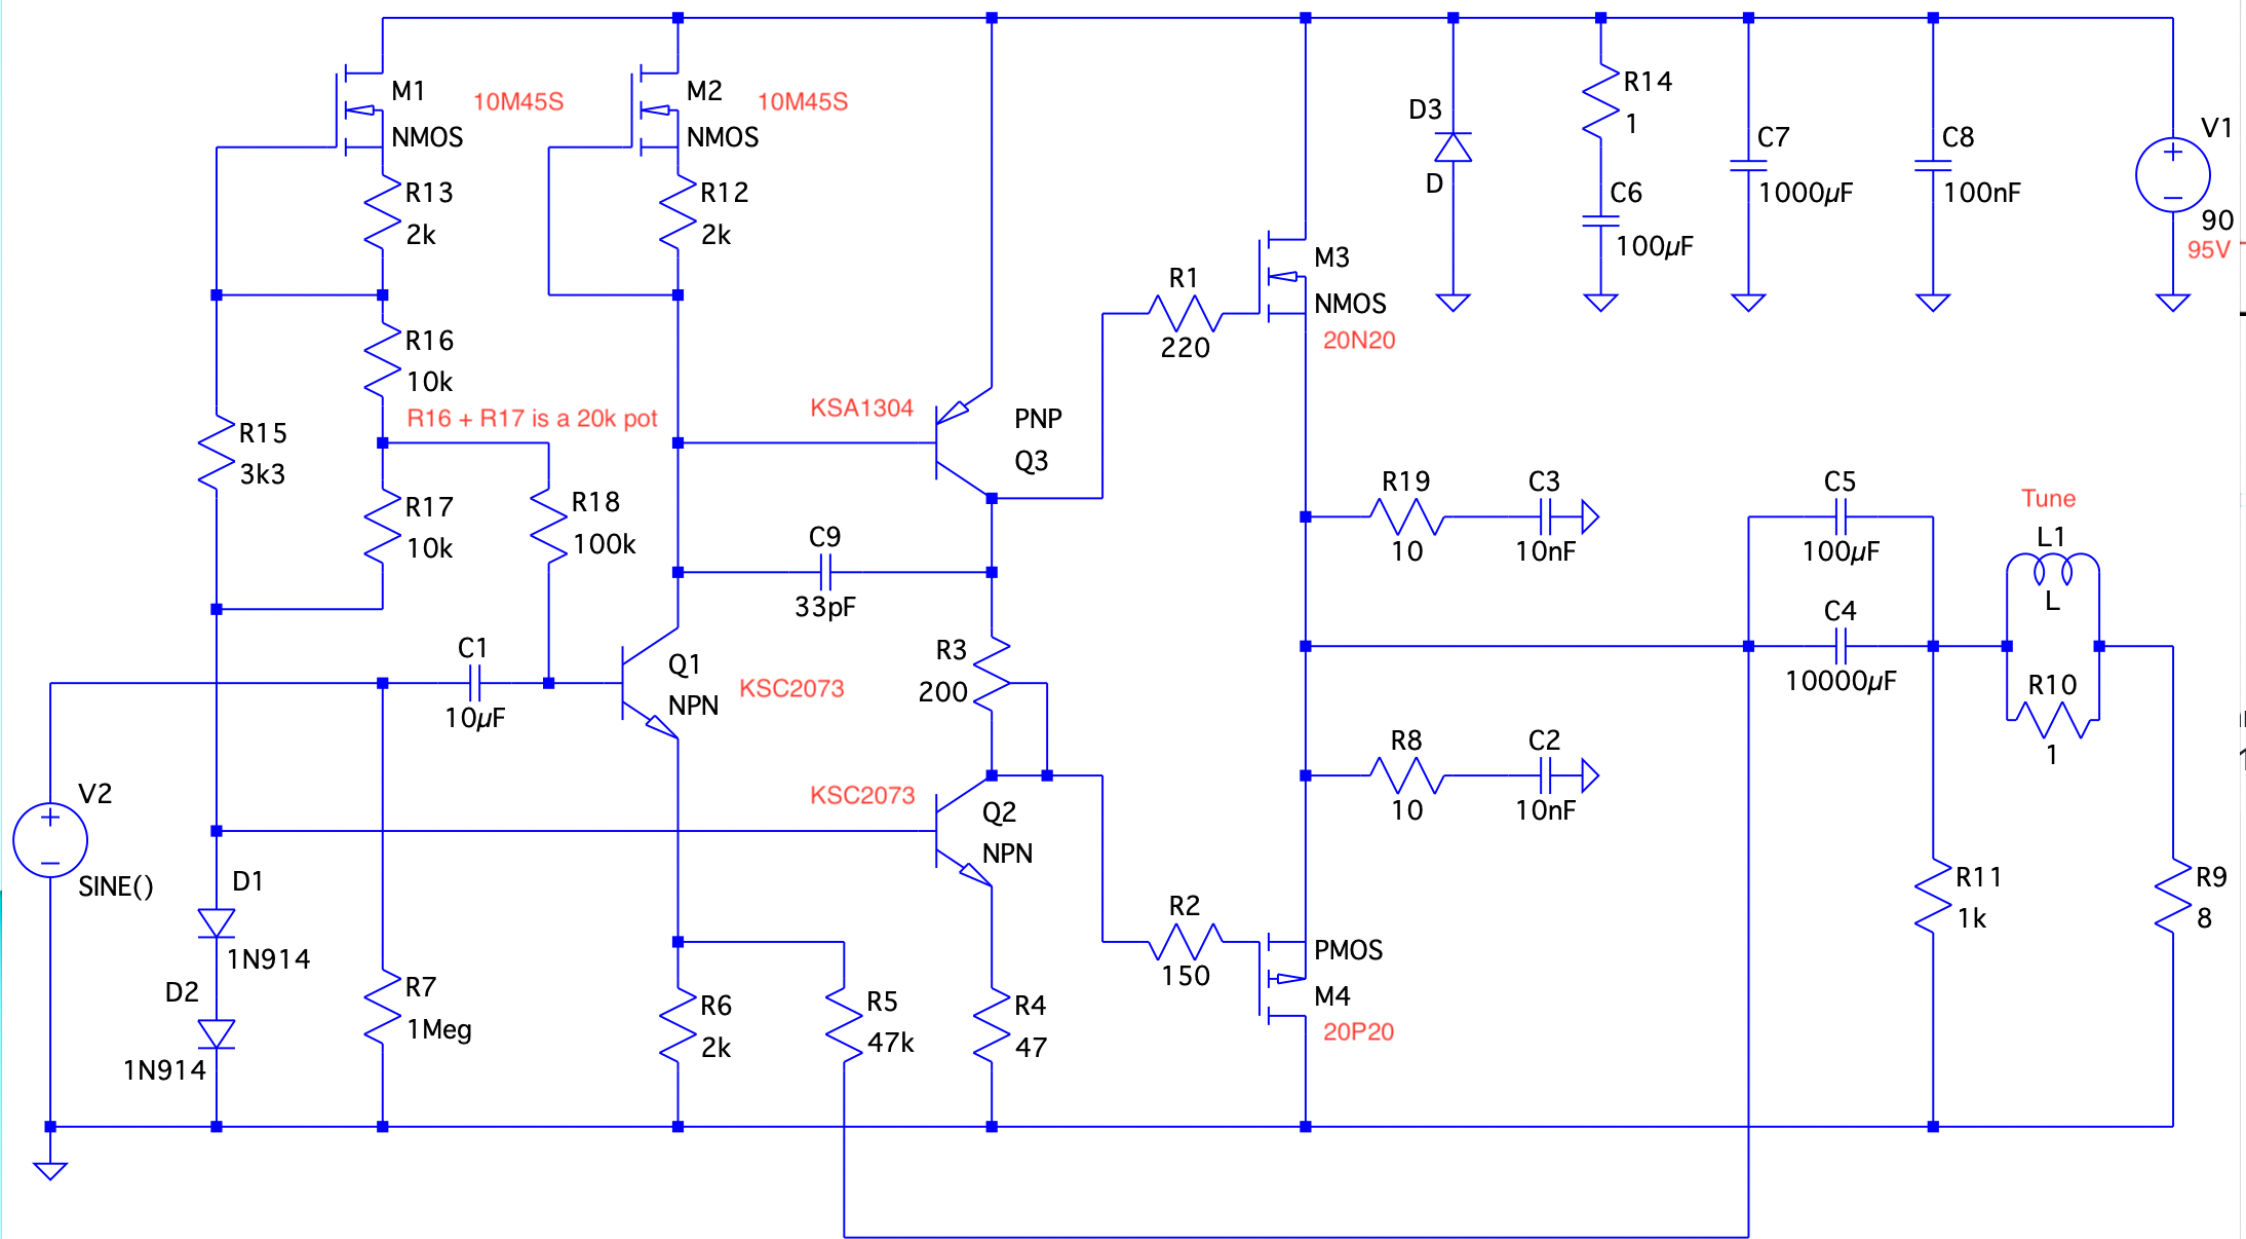 M1
10M45S
NMOS
M2
10M45S
NMOS
R13
2k
R12
2k
R16
10k
R16 + R17 is a 20k pot
R15
3k3
R17
10k
R18
100k
KSA1304
PNP
Q3
C9
33pF
R1
220
M3
NMOS
20N20
D3
D
R14
1
C6
100µF
C7
1000µF
C8
100nF
V1
90
95V
R19
10
C3
10nF
C5
100µF
Tune
L1
L
C4
10000µF
R10
1
C1
10µF
Q1
NPN
KSC2073
R3
200
R8
10
C2
10nF
KSC2073
Q2
NPN
V2
SINE()
D1
1N914
D2
1N914
R7
1Meg
R6
2k
R5
47k
R4
47
R2
150
PMOS
M4
20P20
R11
1k
R9
8